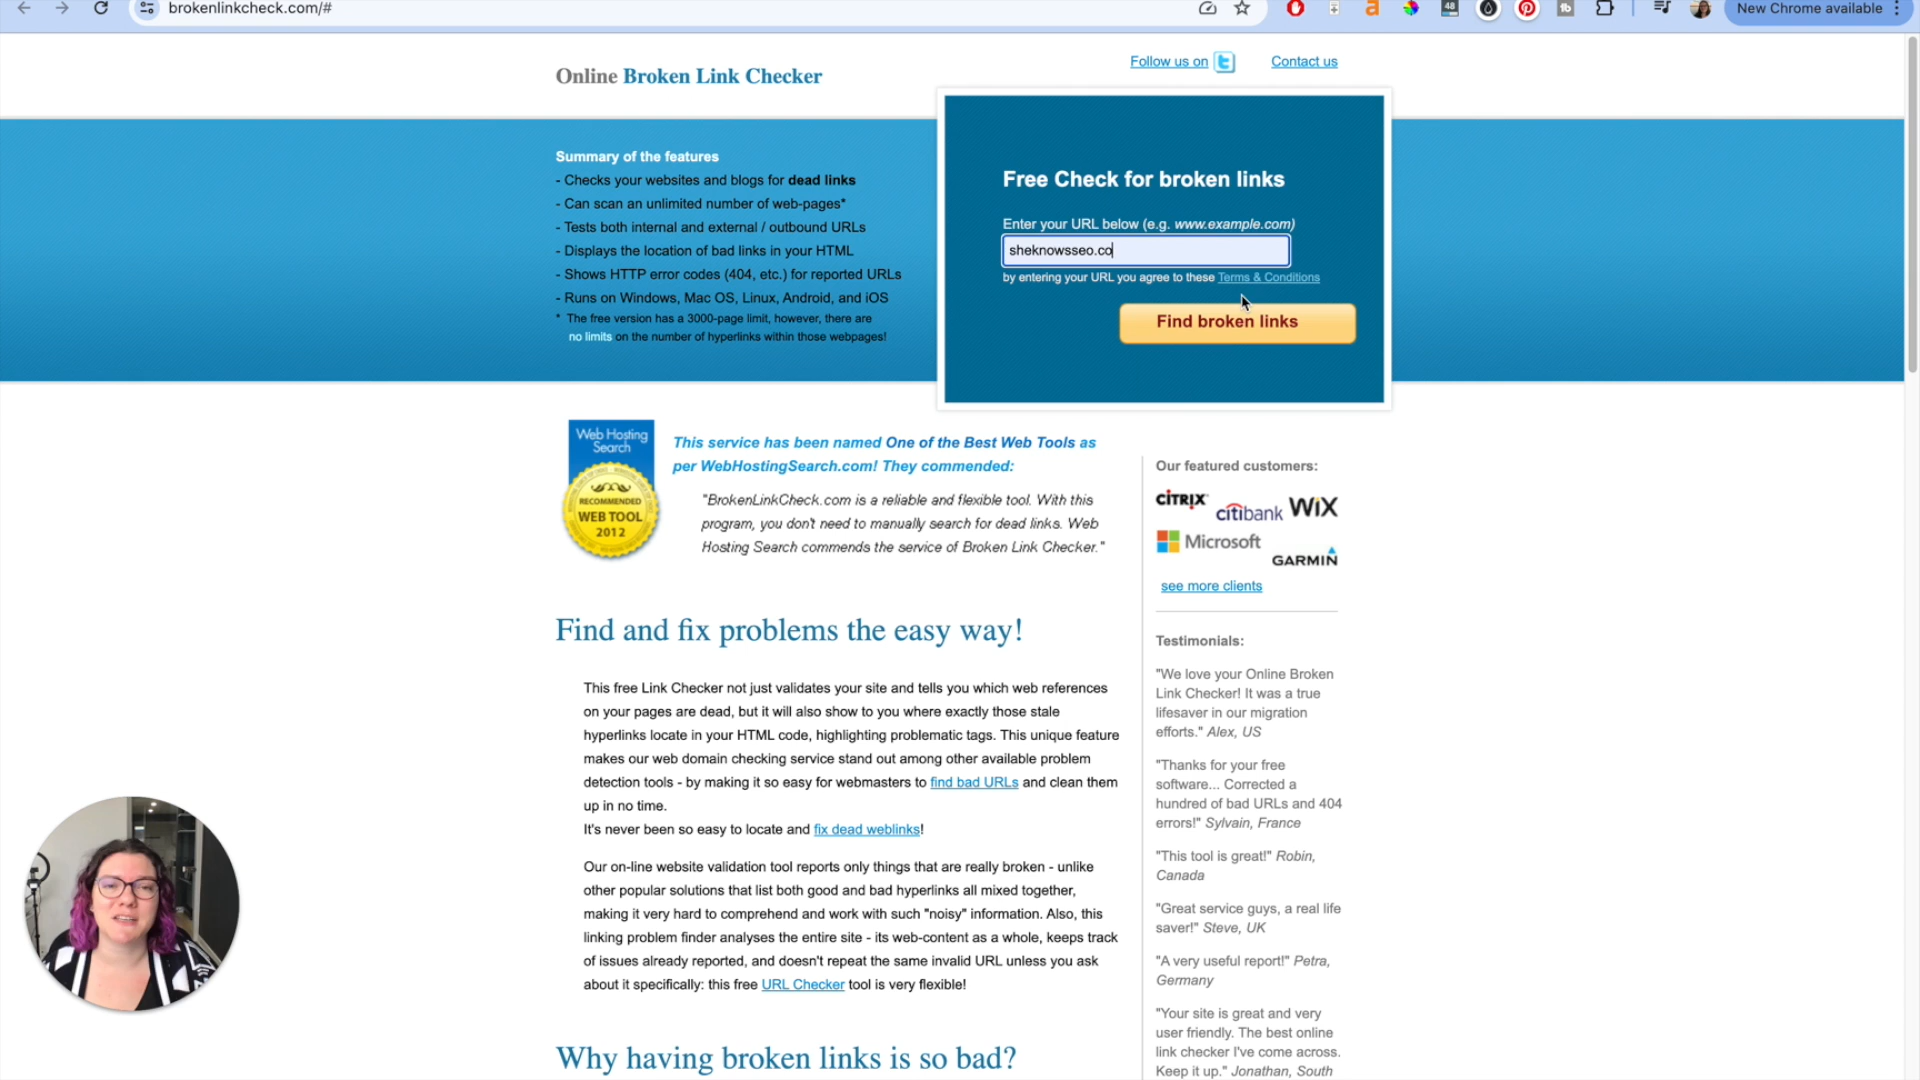 brokenlinkcheck.com/#
48
New Chrome available
Online Broken Link Checker
Follow us on
Contact us
Summary of the features
- Checks your websites and blogs for dead links
- Can scan an unlimited number of web-pages*
- Tests both internal and external / outbound URLs
- Displays the location of bad links in your HTML
- Shows HTTP error codes (404, etc.) for reported URLs
- Runs on Windows, Mac OS, Linux, Android, and iOS
* The free version has a 3000-page limit, however, there are
no limits on the number of hyperlinks within those webpages!
Free Check for broken links
Enter your URL below (e.g. www.example.com)
sheknowsseo.co
by entering your URL you agree to these Terms & Conditions
Find broken links
Web Hosting
Search
RECOMMENDED
WEB TOOL
2012
This service has been named One of the Best Web Tools as
per WebHostingSearch.com! They commended:
"BrokenLinkCheck.com is a reliable and flexible tool. With this
program, you don't need to manually search for dead links. Web
Hosting Search commends the service of Broken Link Checker."
Find and fix problems the easy way!
This free Link Checker not just validates your site and tells you which web references
on your pages are dead, but it will also show to you where exactly those stale
hyperlinks locate in your HTML code, highlighting problematic tags. This unique feature
makes our web domain checking service stand out among other available problem
detection tools - by making it so easy for webmasters to find bad URLs and clean them
up in no time.
It's never been so easy to locate and fix dead weblinks!
Our on-line website validation tool reports only things that are really broken - unlike
other popular solutions that list both good and bad hyperlinks all mixed together,
making it very hard to comprehend and work with such "noisy" information. Also, this
linking problem finder analyses the entire site - its web-content as a whole, keeps track
of issues already reported, and doesn't repeat the same invalid URL unless you ask
about it specifically: this free URL Checker tool is very flexible!
Why having broken links is so bad?
Our featured customers:
CITRIX
citibank
WIX
Microsoft
GARMIN
see more clients
Testimonials:
"We love your Online Broken
Link Checker! It was a true
lifesaver in our migration
efforts." Alex, US
"Thanks for your free
software... Corrected a
hundred of bad URLs and 404
errors!" Sylvain, France
"This tool is great!" Robin,
Canada
"Great service guys, a real life
saver!" Steve, UK
"A very useful report!" Petra,
Germany
"Your site is great and very
user friendly. The best online
link checker I've come across.
Keep it up." Jonathan, South